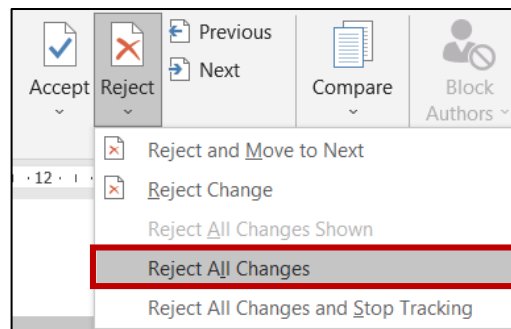 Accept
Reject
Previous
Next
Compare
Block
Authors
12
Reject and Move to Next
Reject Change
Reject All Changes Shown
Reject All Changes
Reject All Changes and Stop Tracking